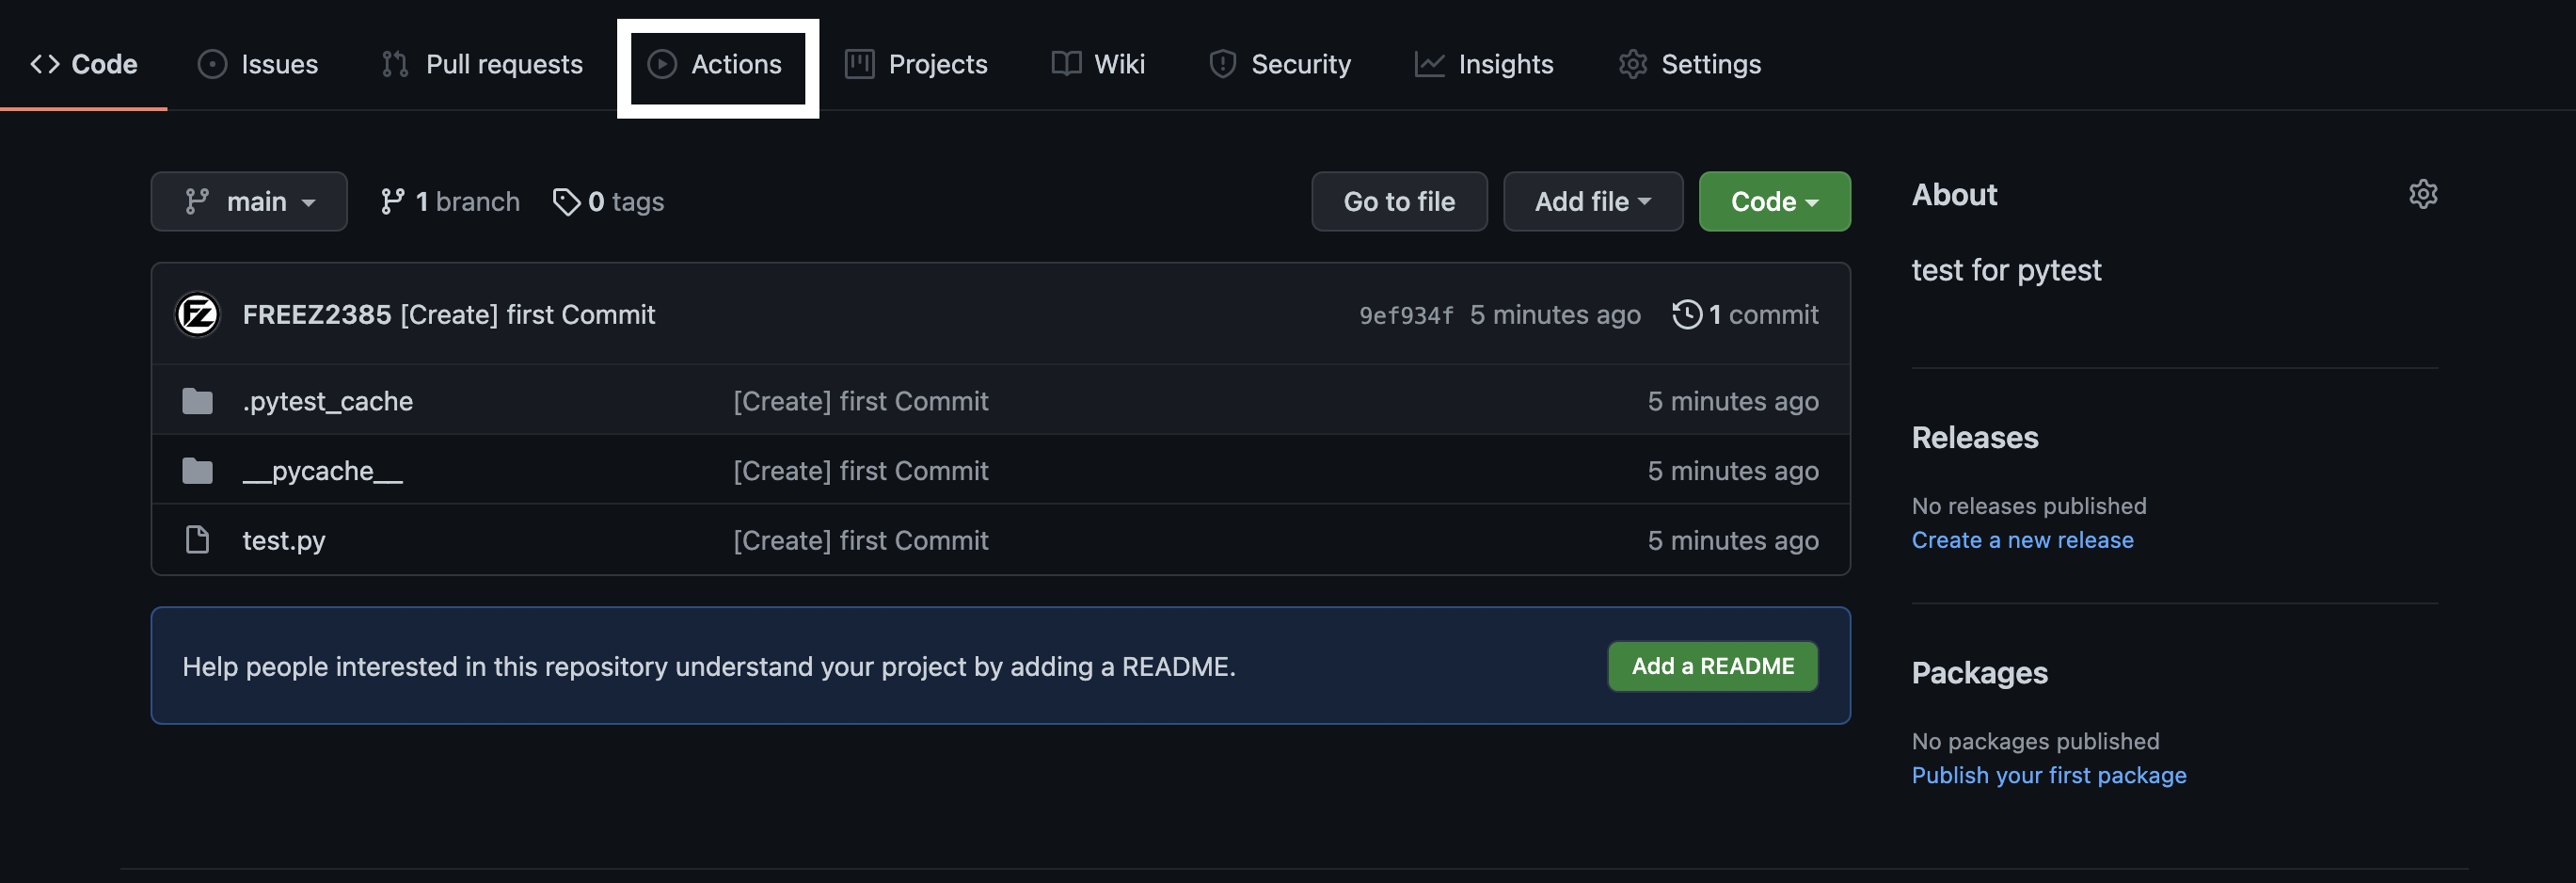 Code Issues Pull requests Actions Projects Wiki Security Insights Settings
main 1 branch 0 tags Go to file Add file Code
FREEZ2385 [Create] first Commit 9ef934f 5 minutes ago 1 commit
.pytest_cache [Create] first Commit 5 minutes ago
__pycache__ [Create] first Commit 5 minutes ago
test.py [Create] first Commit 5 minutes ago
Help people interested in this repository understand your project by adding a README. Add a README
About
test for pytest
Releases
No releases published
Create a new release
Packages
No packages published
Publish your first package